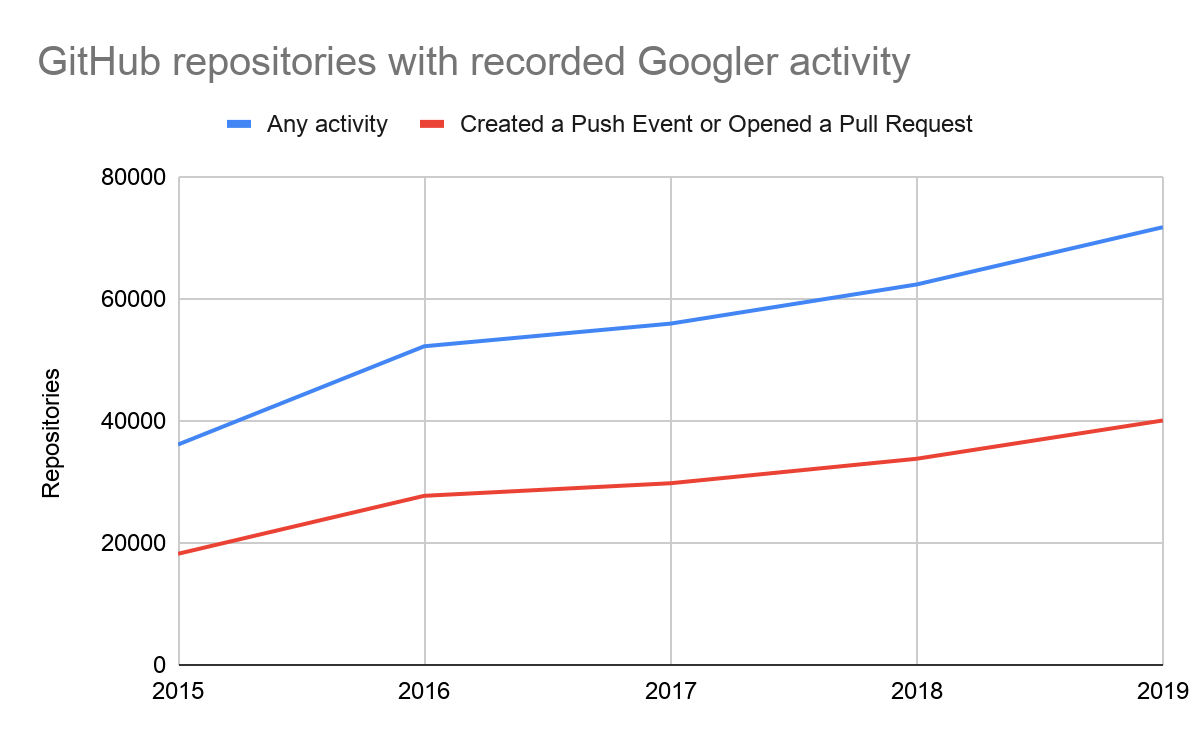 GitHub repositories with recorded Googler activity
Any activity
Created a Push Event or Opened a Pull Request
80000
60000
40000
20000
0
Repositories
2015
2016
2017
2018
2019